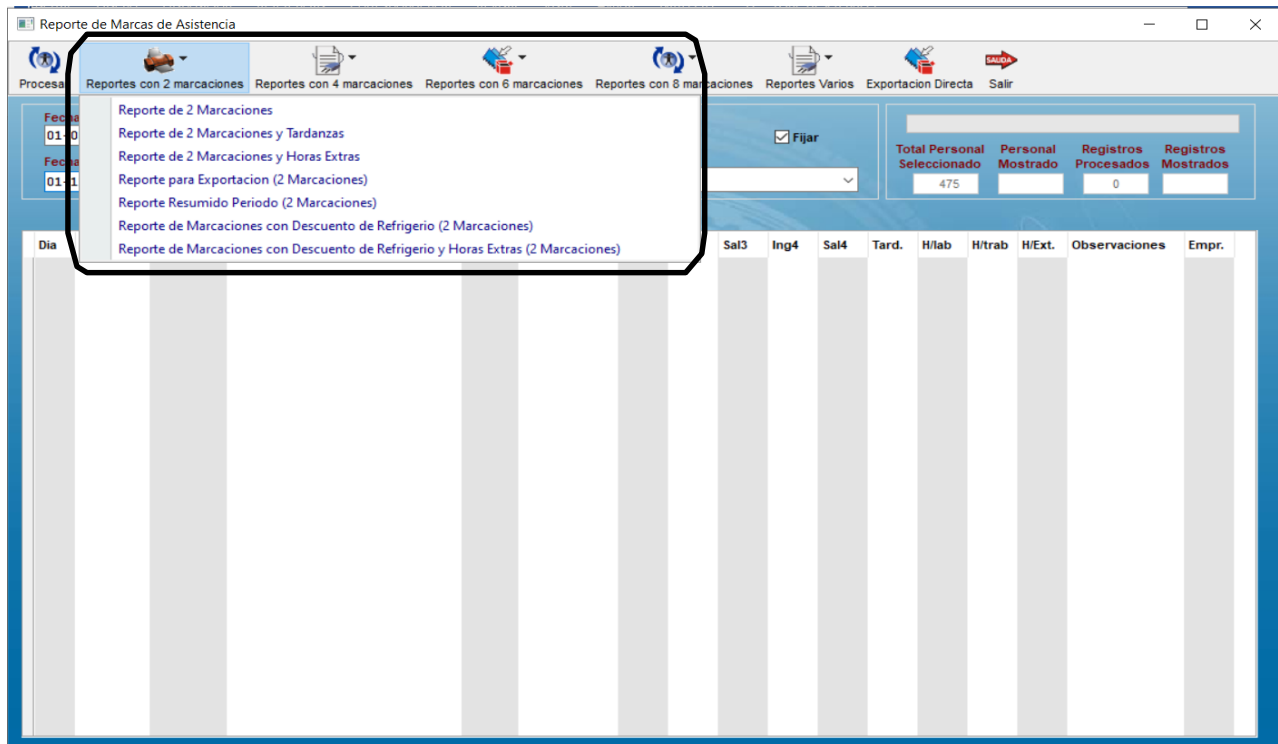 Reporte de Marcas de Asistencia
Reportes con 2 marcaciones Reportes con 4 marcaciones Reportes con 6 marcaciones Reportes con 8 marcaciones Reportes Varios Exportacion Directa Salir
SALIDA
Reporte de 2 Marcaciones
Reporte de 2 Marcaciones y Tardanzas
Reporte de 2 Marcaciones y Horas Extras
Reporte para Exportacion (2 Marcaciones)
Reporte Resumido Periodo (2 Marcaciones)
Reporte de Marcaciones con Descuento de Refrigerio (2 Marcaciones)
Reporte de Marcaciones con Descuento de Refrigerio y Horas Extras (2 Marcaciones)
Fijar
Total Personal Seleccionado
475
Personal Mostrado
Registros Procesados
0
Registros Mostrados
Dia Sal3 Ing4 Sal4 Tard. H/lab H/trab H/Ext. Observaciones Empr.